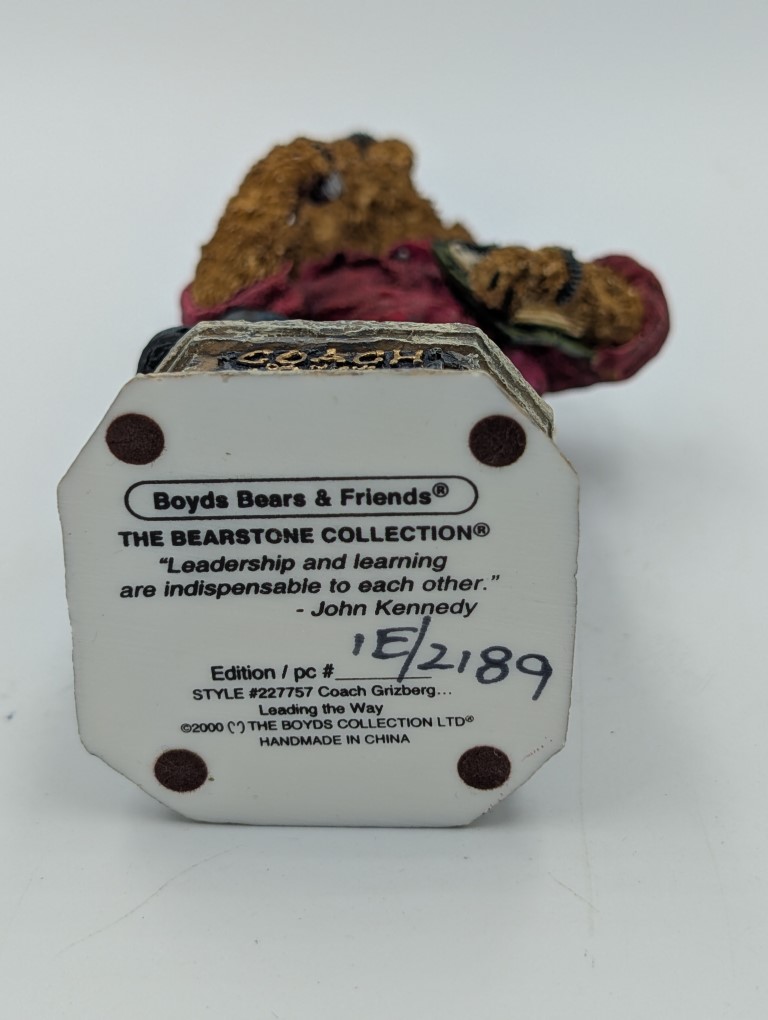 COACH
Boyds Bears & Friends®
THE BEARSTONE COLLECTION®
“Leadership and learning
are indispensable to each other.”
- John Kennedy
Edition / pc # 1E/2189
STYLE #227757 Coach Grizberg...
Leading the Way
©2000 (") THE BOYDS COLLECTION LTD®
HANDMADE IN CHINA